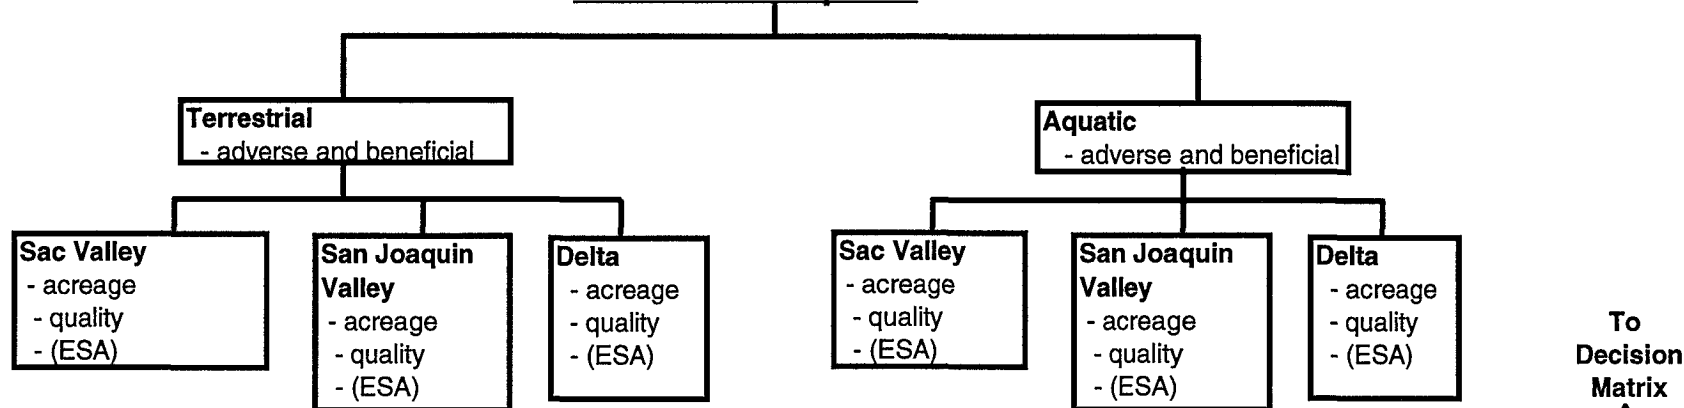 Terrestrial
- adverse and beneficial
Aquatic
- adverse and beneficial
Sac Valley
- acreage
- quality
- (ESA)
San Joaquin
Valley
- acreage
- quality
- (ESA)
Delta
- acreage
- quality
- (ESA)
Sac Valley
- acreage
- quality
- (ESA)
San Joaquin
Valley
- acreage
- quality
- (ESA)
Delta
- acreage
- quality
- (ESA)
To
Decision
Matrix